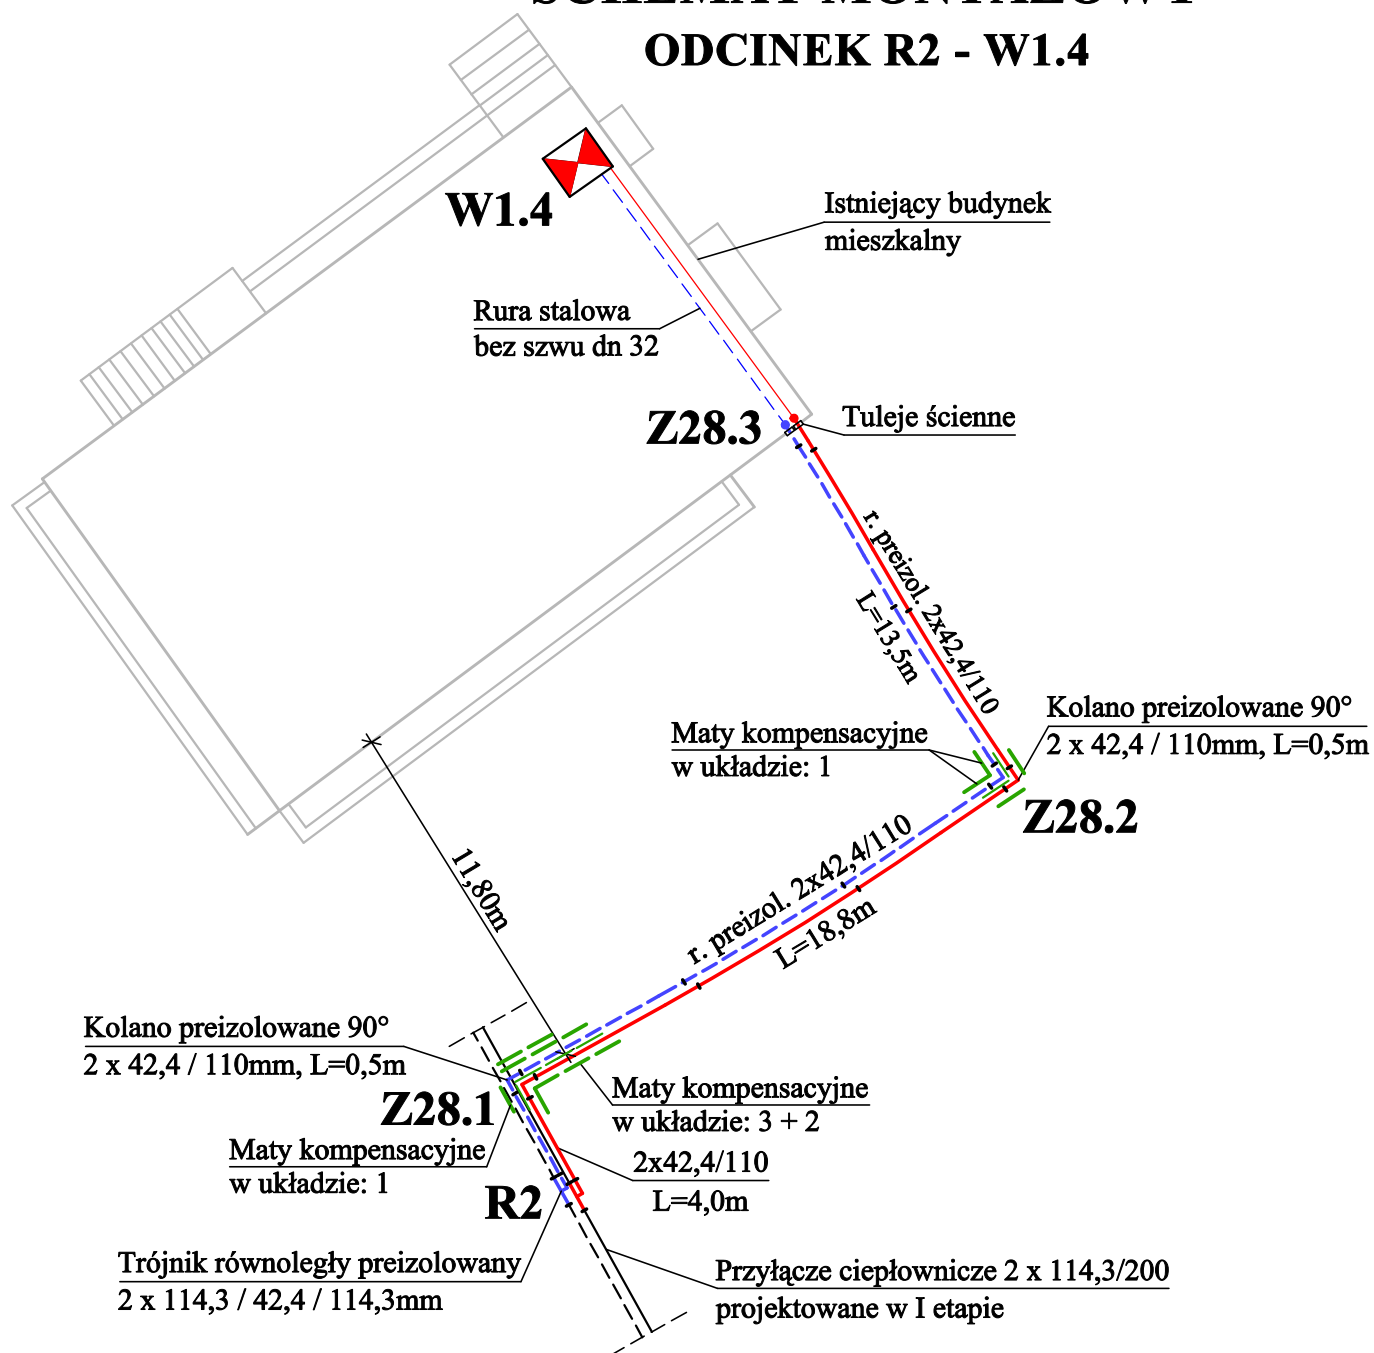 SCHEMAT MONTAŻOWY
ODCINEK R2 - W1.4
W1.4
Istniejący budynek
mieszkalny
Rura stalowa
bez szwu dn 32
Z28.3
Tuleje ścienne
r. preizol. 2x42,4/110
L=13,5m
Maty kompensacyjne
w układzie: 1
Kolano preizolowane 90°
2 x 42,4 / 110mm, L=0,5m
Z28.2
11,80m
r. preizol. 2x42,4/110
L=18,8m
Kolano preizolowane 90°
2 x 42,4 / 110mm, L=0,5m
Z28.1
Maty kompensacyjne
w układzie: 3 + 2
Maty kompensacyjne
w układzie: 1
2x42,4/110
L=4,0m
R2
Trójnik równoległy preizolowany
2 x 114,3 / 42,4 / 114,3mm
Przyłącze ciepłownicze 2 x 114,3/200
projektowane w I etapie